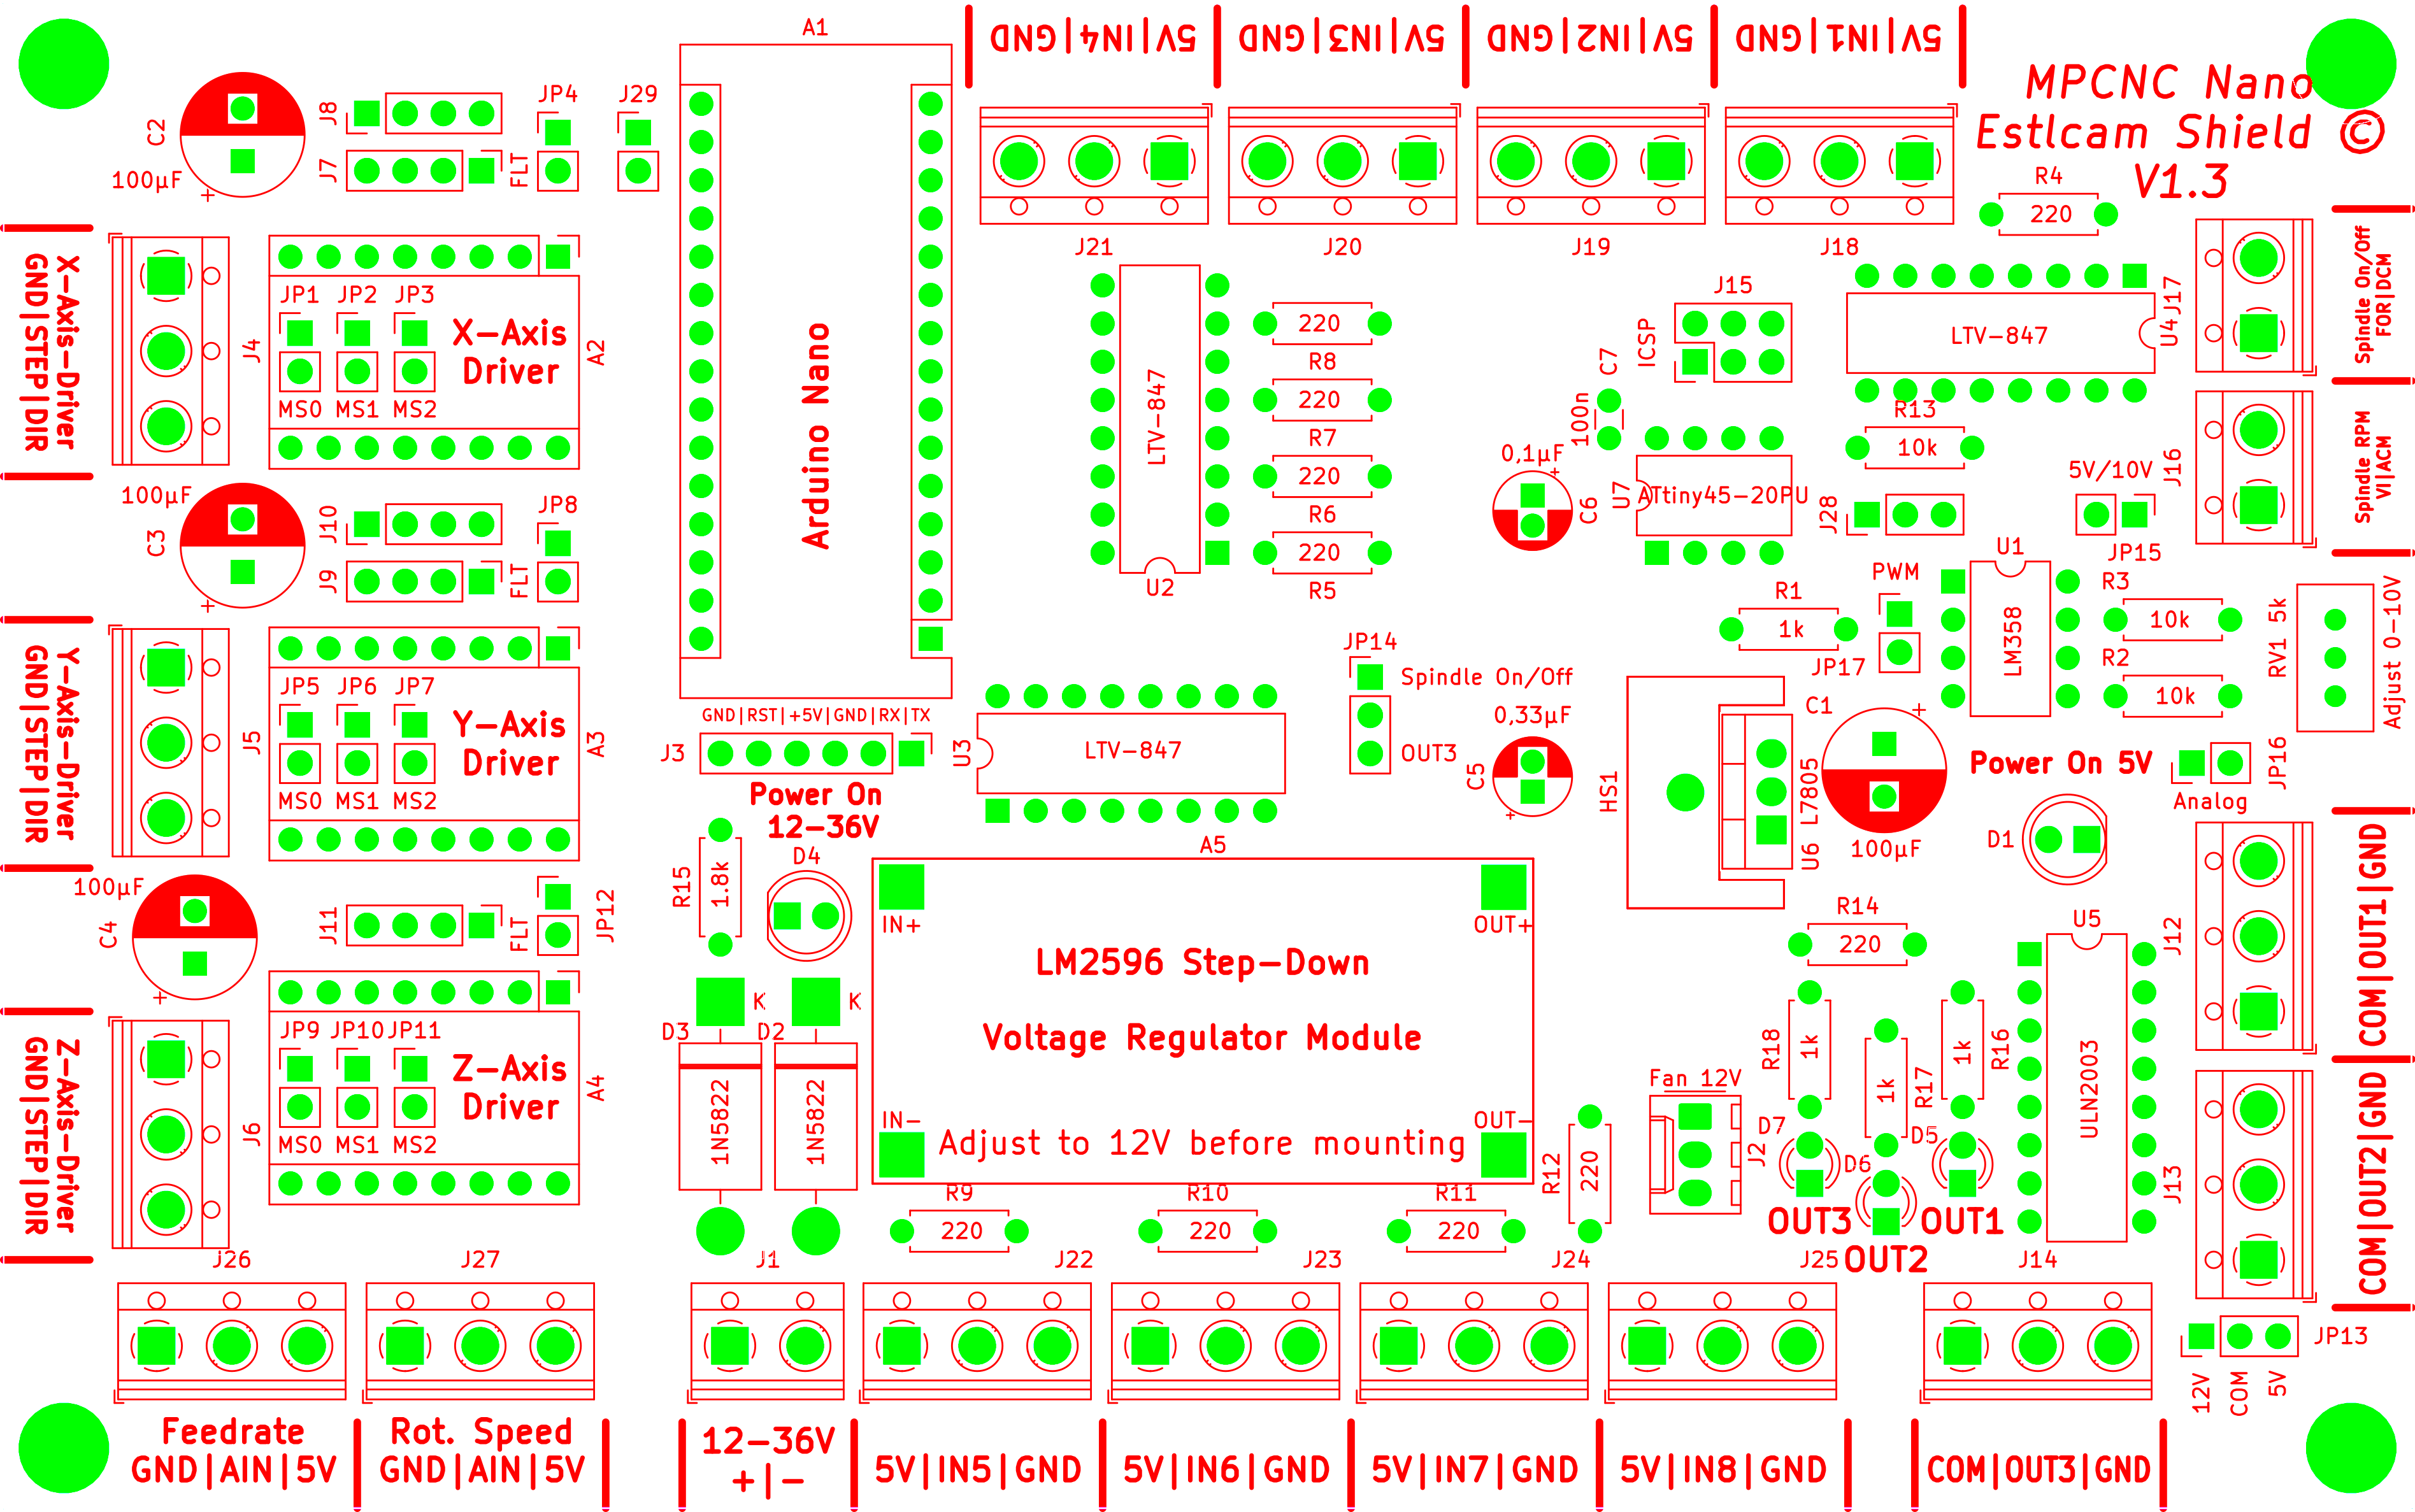 A1
5V|IN4|GND
5V|IN3|GND
5V|IN2|GND
5V|IN1|GND
MPCNC Nano
Estlcam Shield ©
V1.3
C2
100µF
+
J8
J7
FLT
JP4
J29
J21
J20
J19
J18
R4
220
X-Axis-Driver
GND|STEP|DIR
J4
JP1
JP2
JP3
X-Axis
Driver
A2
MS0
MS1
MS2
Arduino Nano
LTV-847
U2
220
R8
220
R7
220
R6
220
R5
J15
ICSP
C7
100n
0,1µF
+
C6
U7
ATtiny45-20PU
LTV-847
U4
J17
Spindle On/Off
FOR|DCM
R13
10k
J28
5V/10V
JP15
J16
Spindle RPM
VI|ACM
100µF
C3
+
J10
J9
FLT
JP8
U1
LM358
PWM
JP17
R1
1k
R3
10k
R2
10k
RV1 5k
Adjust 0-10V
Y-Axis-Driver
GND|STEP|DIR
J5
JP5
JP6
JP7
Y-Axis
Driver
A3
MS0
MS1
MS2
GND|RST|+5V|GND|RX|TX
J3
U3
LTV-847
JP14
Spindle On/Off
OUT3
0,33µF
C5
+
HS1
U6 L7805
C1
+
100µF
Power On 5V
D1
JP16
Analog
Power On
12-36V
R15
1.8k
D4
A5
IN+
OUT+
LM2596 Step-Down
Voltage Regulator Module
IN-
OUT-
Adjust to 12V before mounting
100µF
C4
+
J11
FLT
JP12
R14
220
U5
ULN2003
J12
COM|OUT1|GND
Z-Axis-Driver
GND|STEP|DIR
J6
JP9
JP10
JP11
Z-Axis
Driver
A4
MS0
MS1
MS2
K
D3
1N5822
K
D2
1N5822
R9
220
R10
220
R11
220
R12
220
Fan 12V
J2
R18
1k
R17
1k
R16
1k
D7
D6
D5
OUT3
OUT2
OUT1
J13
COM|OUT2|GND
J26
J27
J1
J22
J23
J24
J25
J14
JP13
12V
COM
5V
Feedrate
GND|AIN|5V
Rot. Speed
GND|AIN|5V
12-36V
+|-
5V|IN5|GND
5V|IN6|GND
5V|IN7|GND
5V|IN8|GND
COM|OUT3|GND